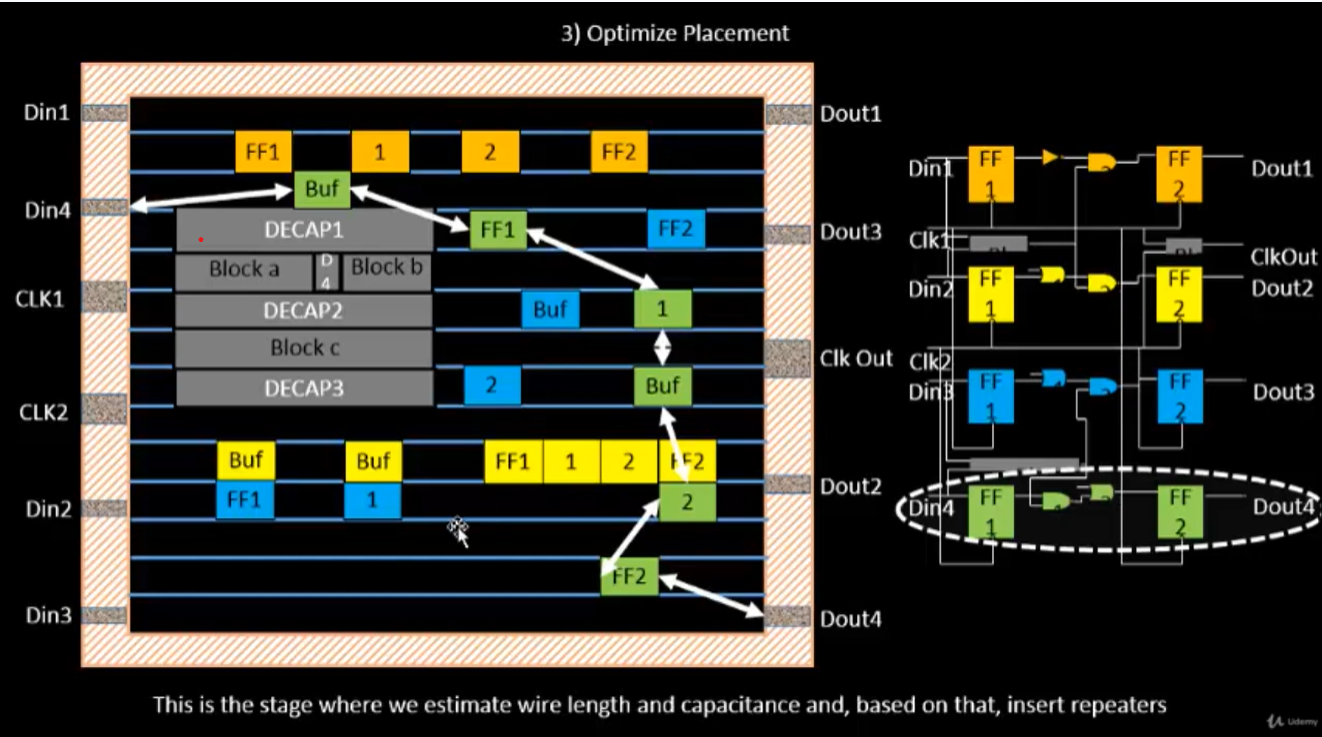 3) Optimize Placement
Din1
Din4
CLK1
CLK2
Din2
Din3
FF1 1 2 FF2
Buf
DECAP1 FF1 FF2
Block a D4 Block b
DECAP2 Buf 1
Block c
DECAP3 2 Buf
Buf Buf FF1 1 2 FF2
FF1 1 2
FF2
Dout1
Dout3
Clk Out
Dout2
Dout4
Din1 FF 1 FF 2 Dout1
Clk1 ClkOut
Din2 FF 1 FF 2 Dout2
Clk2
Din3 FF 1 FF 2 Dout3
Din4 FF 1 FF 2 Dout4
This is the stage where we estimate wire length and capacitance and, based on that, insert repeaters
Udemy